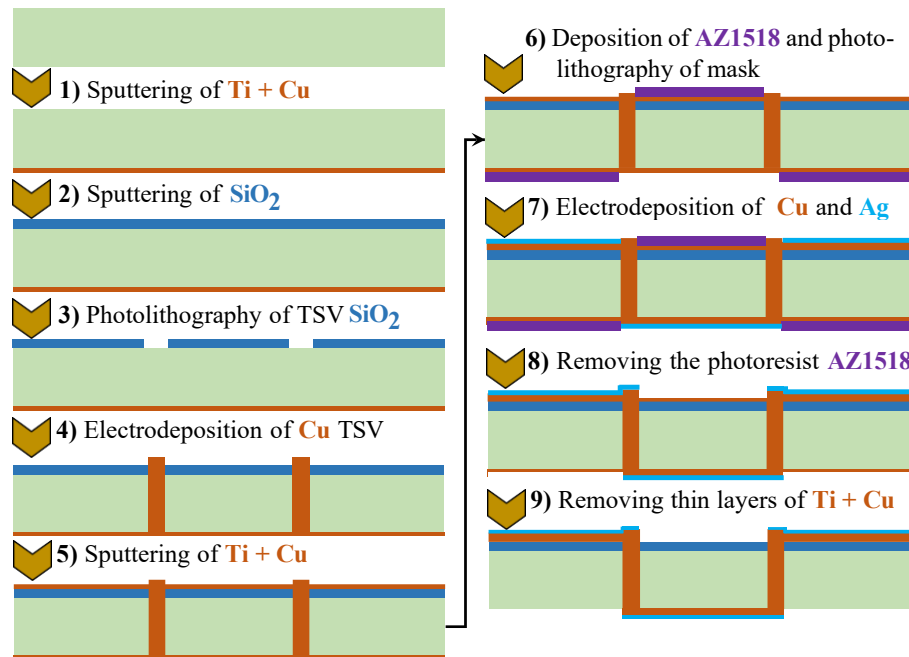 1) Sputtering of Ti + Cu
2) Sputtering of SiO2
3) Photolithography of TSV SiO2
4) Electrodeposition of Cu TSV
5) Sputtering of Ti + Cu
6) Deposition of AZ1518 and photo-
lithography of mask
7) Electrodeposition of Cu and Ag
8) Removing the photoresist AZ1518
9) Removing thin layers of Ti + Cu